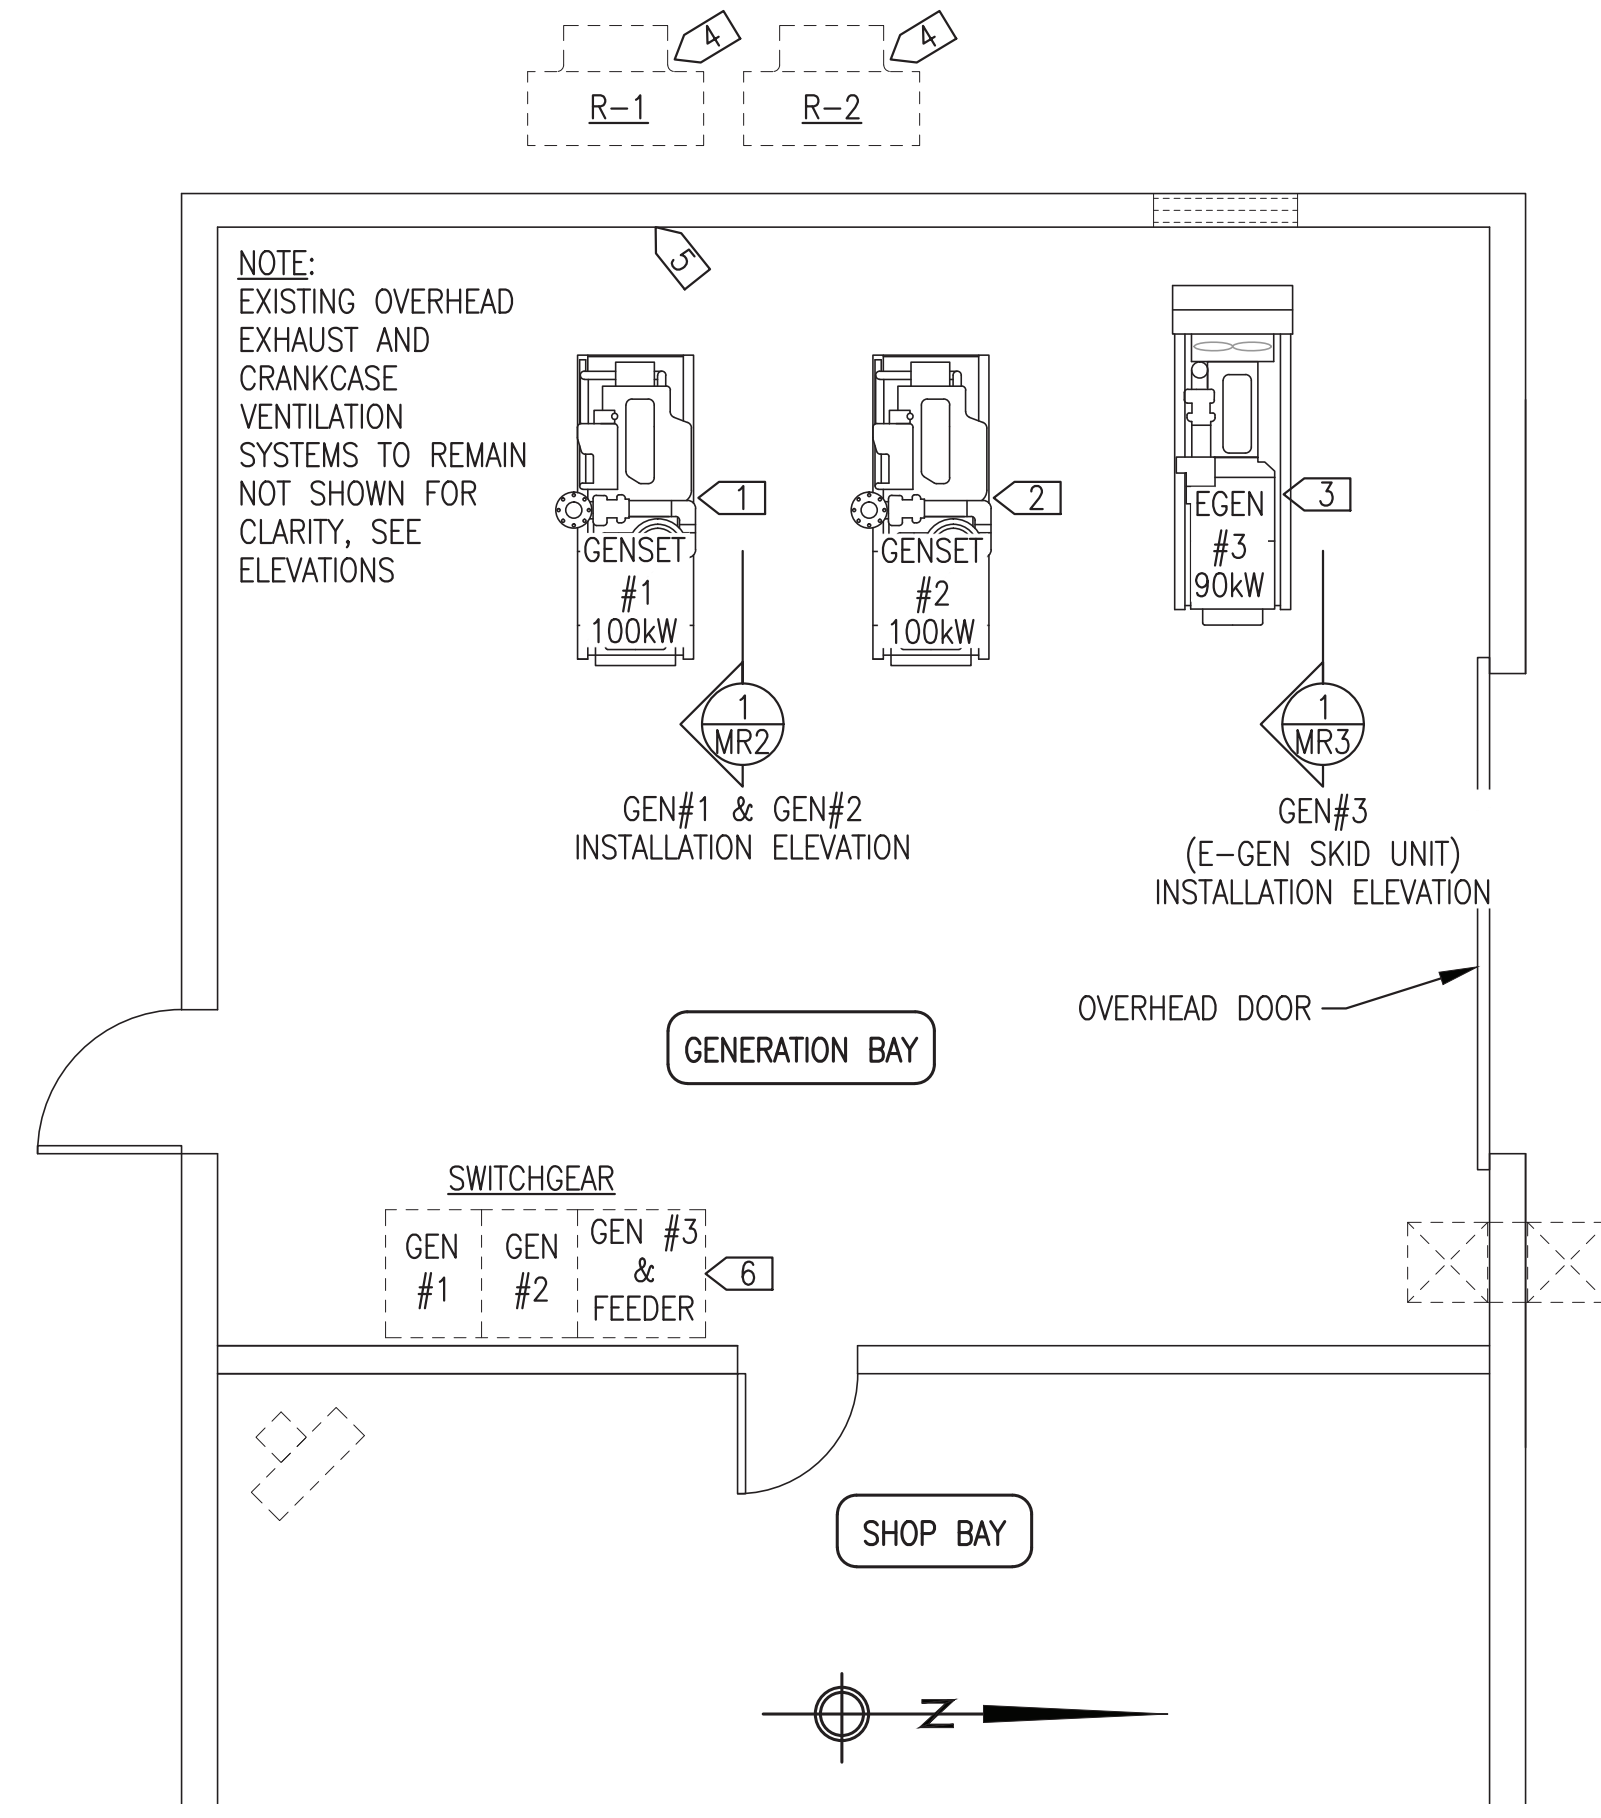 4
4
R-1
R-2
5
NOTE:
EXISTING OVERHEAD
EXHAUST AND
CRANKCASE
VENTILATION
SYSTEMS TO REMAIN
NOT SHOWN FOR
CLARITY, SEE
ELEVATIONS
GENSET
#1
100kW
1
GENSET
#2
100kW
2
EGEN
#3
90kW
3
1
MR2
GEN#1 & GEN#2
INSTALLATION ELEVATION
1
MR3
GEN#3
(E-GEN SKID UNIT)
INSTALLATION ELEVATION
OVERHEAD DOOR
GENERATION BAY
SWITCHGEAR
GEN
#1
GEN
#2
GEN #3
&
FEEDER
6
SHOP BAY
N